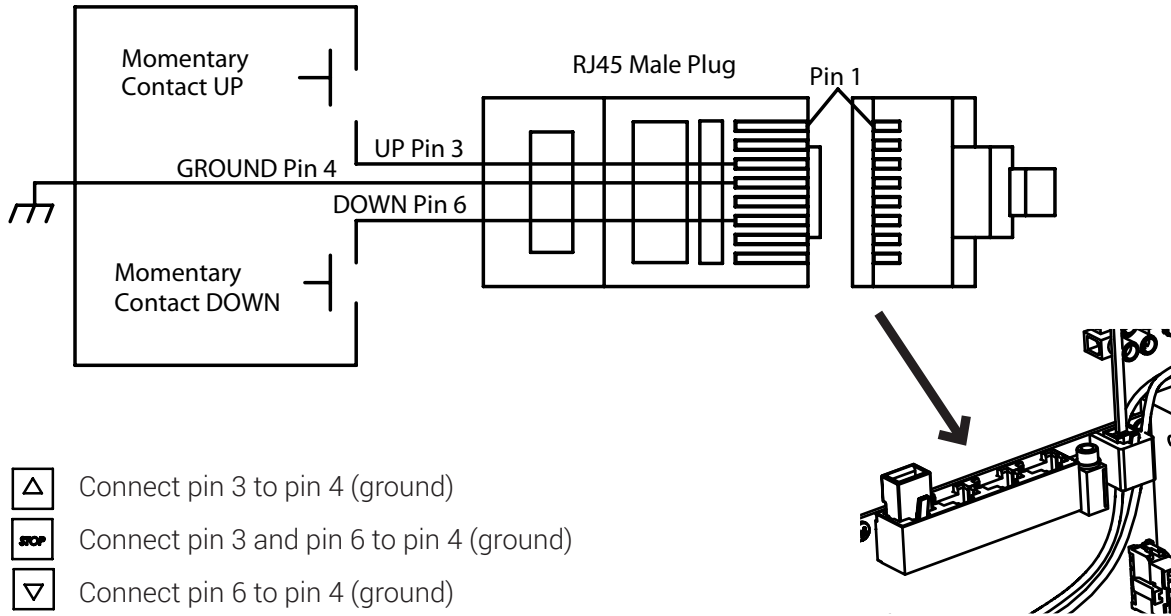 Momentary
Contact UP
RJ45 Male Plug
Pin 1
UP Pin 3
GROUND Pin 4
DOWN Pin 6
Momentary
Contact DOWN
Connect pin 3 to pin 4 (ground)
STOP Connect pin 3 and pin 6 to pin 4 (ground)
Connect pin 6 to pin 4 (ground)